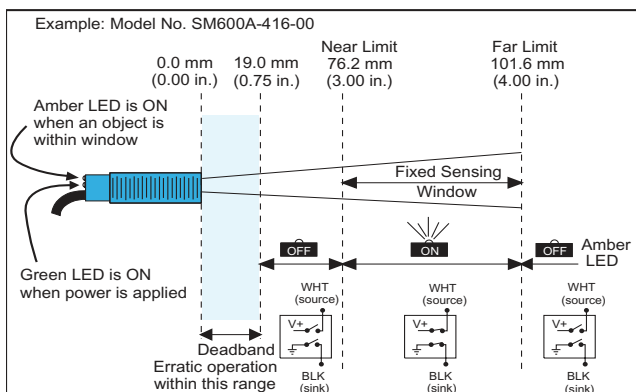 Example: Model No. SM600A-416-00
0.0 mm
(0.00 in.)
19.0 mm
(0.75 in.)
Near Limit
76.2 mm
(3.00 in.)
Far Limit
101.6 mm
(4.00 in.)
Amber LED is ON
when an object is
within window
Fixed Sensing
Window
Green LED is ON
when power is applied
OFF
ON
OFF
Amber
LED
WHT
(source)
V+
BLK
(sink)
WHT
(source)
V+
BLK
(sink)
WHT
(source)
V+
BLK
(sink)
Deadband
Erratic operation
within this range